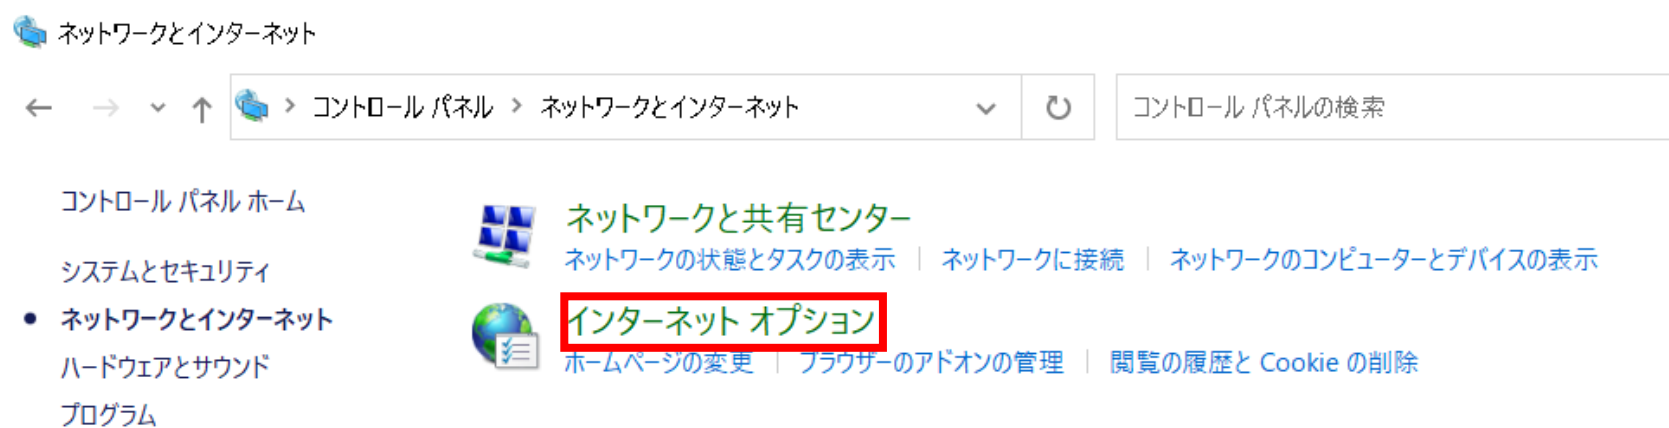 ネットワークとインターネット
コントロール パネル > ネットワークとインターネット
コントロール パネルの検索
コントロール パネル ホーム
システムとセキュリティ
ネットワークとインターネット
ハードウェアとサウンド
プログラム
ネットワークと共有センター
ネットワークの状態とタスクの表示 | ネットワークに接続 | ネットワークのコンピューターとデバイスの表示
インターネット オプション
ホームページの変更 | ブラウザーのアドオンの管理 | 閲覧の履歴と Cookie の削除